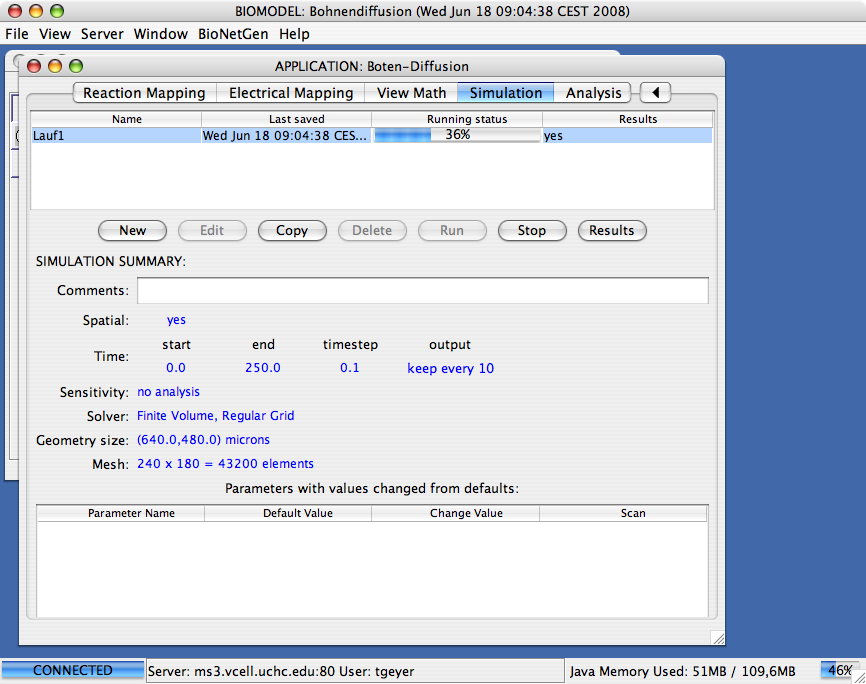 BIOMODEL: Bohnendiffusion (Wed Jun 18 09:04:38 CEST 2008)
File View Server Window BioNetGen Help
APPLICATION: Boten-Diffusion
Reaction Mapping Electrical Mapping View Math Simulation Analysis
Name Last saved Running status Results
Lauf1 Wed Jun 18 09:04:38 CES... 36% yes
New Edit Copy Delete Run Stop Results
SIMULATION SUMMARY:
Comments:
Spatial: yes
start end timestep output
Time:
0.0 250.0 0.1 keep every 10
Sensitivity: no analysis
Solver: Finite Volume, Regular Grid
Geometry size: (640.0,480.0) microns
Mesh: 240 x 180 = 43200 elements
Parameters with values changed from defaults:
Parameter Name Default Value Change Value Scan
CONNECTED Server: ms3.vcell.uchc.edu:80 User: tgeyer Java Memory Used: 51MB / 109,6MB 46%